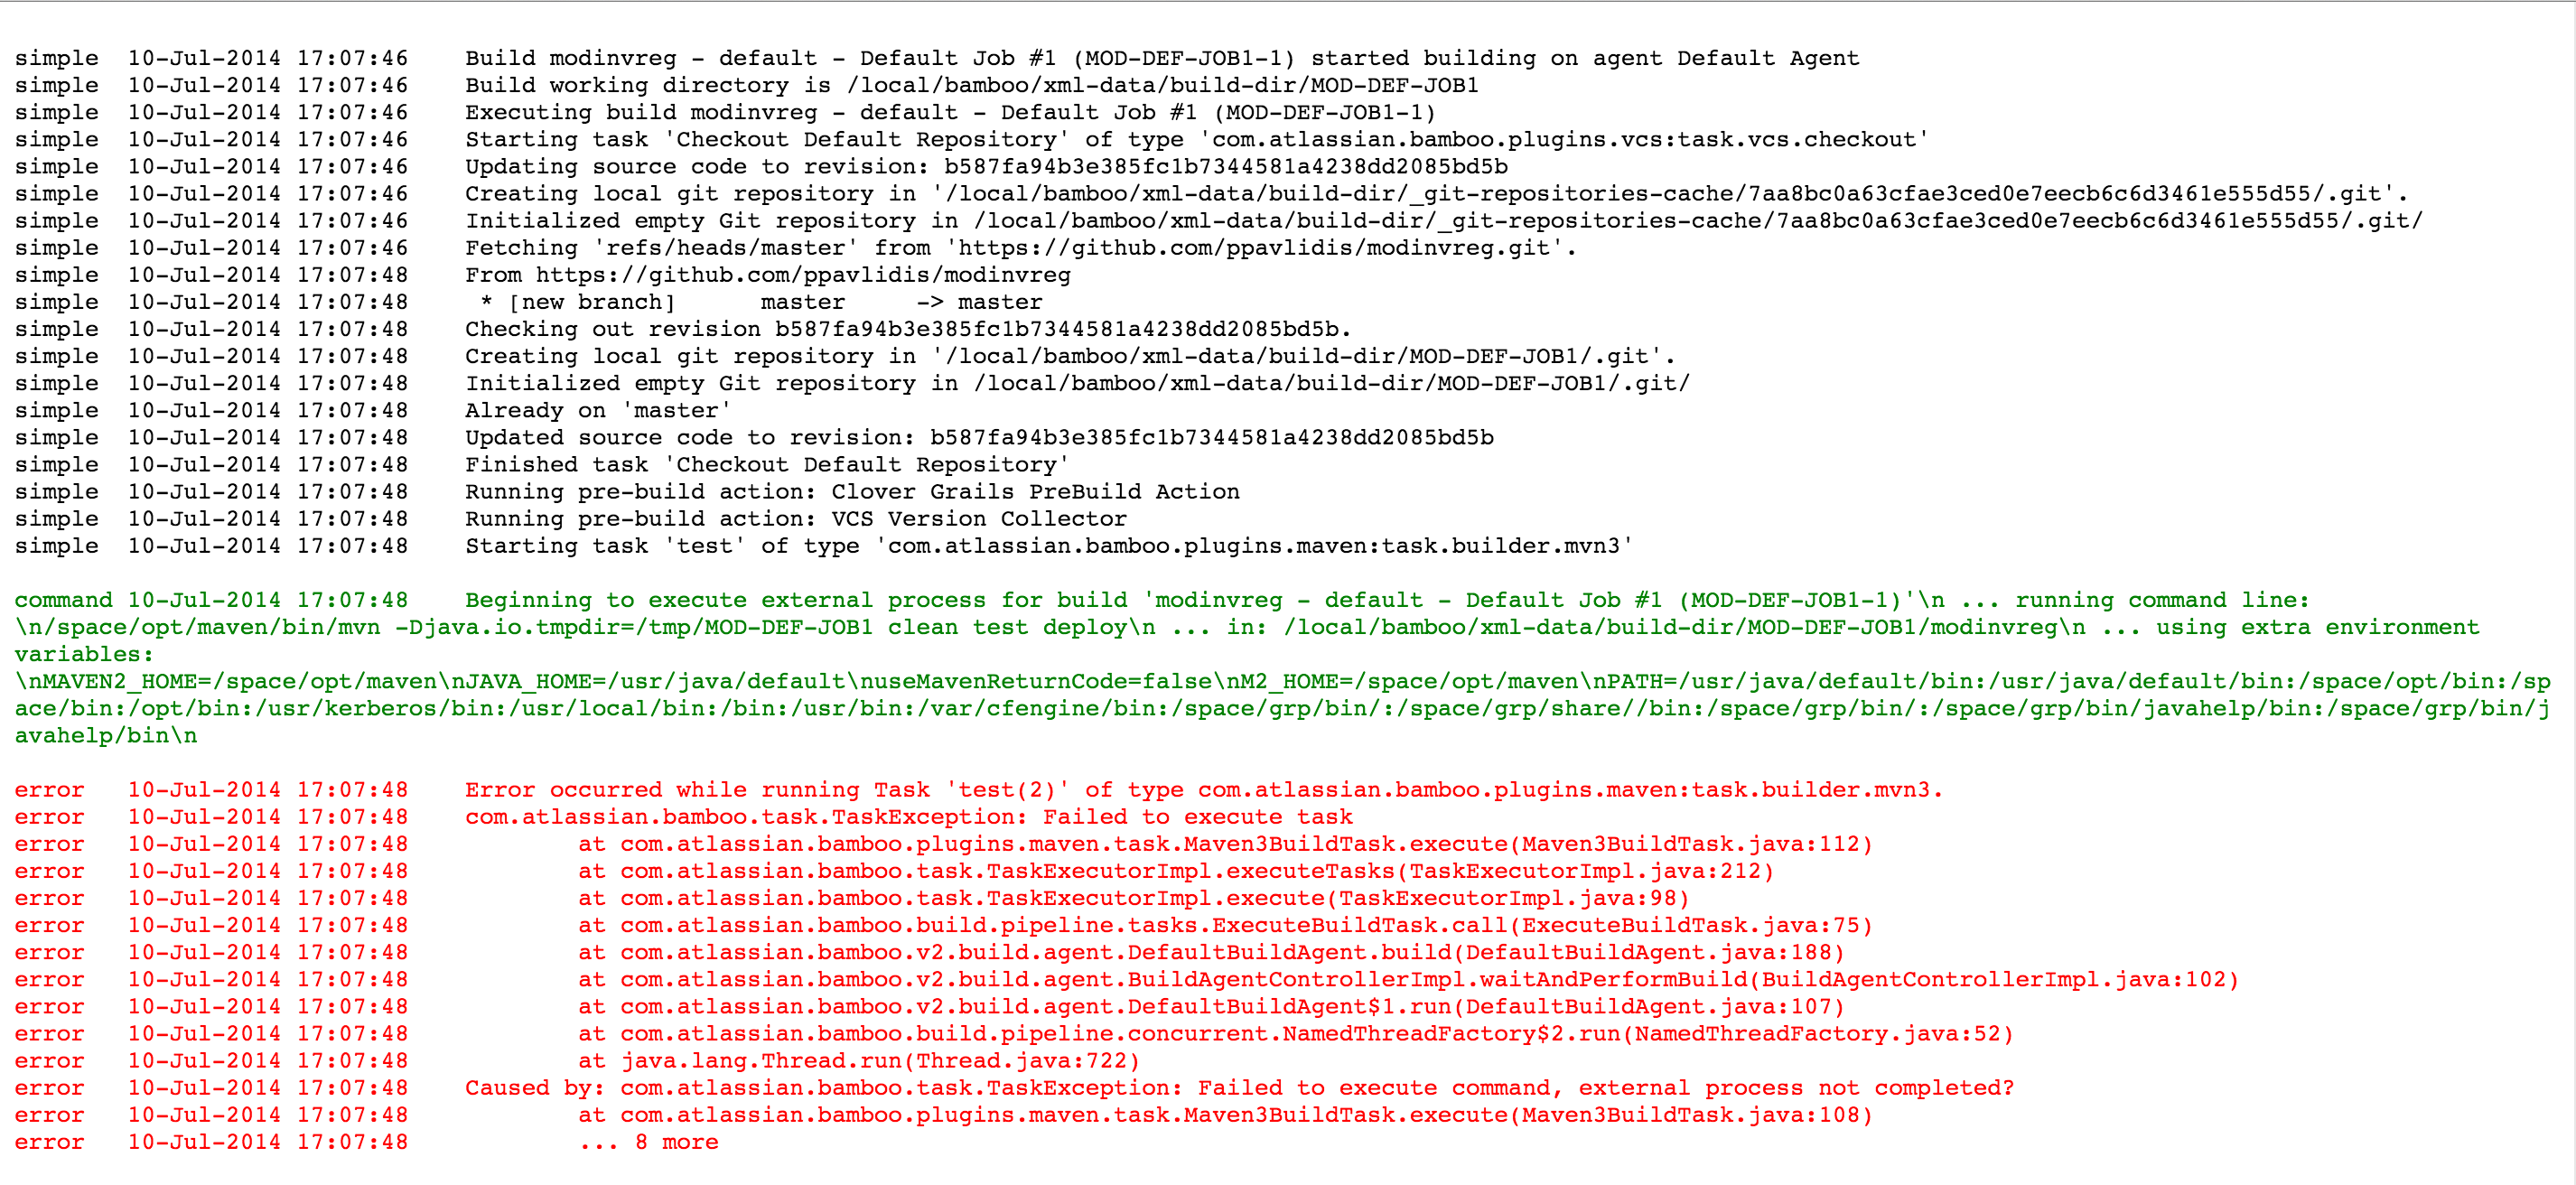 simple  10-Jul-2014 17:07:46    Build modinvreg - default - Default Job #1 (MOD-DEF-JOB1-1) started building on agent Default Agent
simple  10-Jul-2014 17:07:46    Build working directory is /local/bamboo/xml-data/build-dir/MOD-DEF-JOB1
simple  10-Jul-2014 17:07:46    Executing build modinvreg - default - Default Job #1 (MOD-DEF-JOB1-1)
simple  10-Jul-2014 17:07:46    Starting task 'Checkout Default Repository' of type 'com.atlassian.bamboo.plugins.vcs:task.vcs.checkout'
simple  10-Jul-2014 17:07:46    Updating source code to revision: b587fa94b3e385fc1b7344581a4238dd2085bd5b
simple  10-Jul-2014 17:07:46    Creating local git repository in '/local/bamboo/xml-data/build-dir/_git-repositories-cache/7aa8bc0a63cfae3ced0e7eecb6c6d3461e555d55/.git'.
simple  10-Jul-2014 17:07:46    Initialized empty Git repository in /local/bamboo/xml-data/build-dir/_git-repositories-cache/7aa8bc0a63cfae3ced0e7eecb6c6d3461e555d55/.git/
simple  10-Jul-2014 17:07:46    Fetching 'refs/heads/master' from 'https://github.com/ppavlidis/modinvreg.git'.
simple  10-Jul-2014 17:07:48    From https://github.com/ppavlidis/modinvreg
simple  10-Jul-2014 17:07:48     * [new branch]      master     -> master
simple  10-Jul-2014 17:07:48    Checking out revision b587fa94b3e385fc1b7344581a4238dd2085bd5b.
simple  10-Jul-2014 17:07:48    Creating local git repository in '/local/bamboo/xml-data/build-dir/MOD-DEF-JOB1/.git'.
simple  10-Jul-2014 17:07:48    Initialized empty Git repository in /local/bamboo/xml-data/build-dir/MOD-DEF-JOB1/.git/
simple  10-Jul-2014 17:07:48    Already on 'master'
simple  10-Jul-2014 17:07:48    Updated source code to revision: b587fa94b3e385fc1b7344581a4238dd2085bd5b
simple  10-Jul-2014 17:07:48    Finished task 'Checkout Default Repository'
simple  10-Jul-2014 17:07:48    Running pre-build action: Clover Grails PreBuild Action
simple  10-Jul-2014 17:07:48    Running pre-build action: VCS Version Collector
simple  10-Jul-2014 17:07:48    Starting task 'test' of type 'com.atlassian.bamboo.plugins.maven:task.builder.mvn3'
command 10-Jul-2014 17:07:48    Beginning to execute external process for build 'modinvreg - default - Default Job #1 (MOD-DEF-JOB1-1)'\n ... running command line:
\n/space/opt/maven/bin/mvn -Djava.io.tmpdir=/tmp/MOD-DEF-JOB1 clean test deploy\n ... in: /local/bamboo/xml-data/build-dir/MOD-DEF-JOB1/modinvreg\n ... using extra environment
variables:
\nMAVEN2_HOME=/space/opt/maven\nJAVA_HOME=/usr/java/default\nuseMavenReturnCode=false\nM2_HOME=/space/opt/maven\nPATH=/usr/java/default/bin:/usr/java/default/bin:/space/opt/bin:/sp
ace/bin:/opt/bin:/usr/kerberos/bin:/usr/local/bin:/bin:/usr/bin:/var/cfengine/bin:/space/grp/bin/:/space/grp/share//bin:/space/grp/bin/:/space/grp/bin/javahelp/bin:/space/grp/bin/j
avahelp/bin\n
error   10-Jul-2014 17:07:48    Error occurred while running Task 'test(2)' of type com.atlassian.bamboo.plugins.maven:task.builder.mvn3.
error   10-Jul-2014 17:07:48    com.atlassian.bamboo.task.TaskException: Failed to execute task
error   10-Jul-2014 17:07:48            at com.atlassian.bamboo.plugins.maven.task.Maven3BuildTask.execute(Maven3BuildTask.java:112)
error   10-Jul-2014 17:07:48            at com.atlassian.bamboo.task.TaskExecutorImpl.executeTasks(TaskExecutorImpl.java:212)
error   10-Jul-2014 17:07:48            at com.atlassian.bamboo.task.TaskExecutorImpl.execute(TaskExecutorImpl.java:98)
error   10-Jul-2014 17:07:48            at com.atlassian.bamboo.build.pipeline.tasks.ExecuteBuildTask.call(ExecuteBuildTask.java:75)
error   10-Jul-2014 17:07:48            at com.atlassian.bamboo.v2.build.agent.DefaultBuildAgent.build(DefaultBuildAgent.java:188)
error   10-Jul-2014 17:07:48            at com.atlassian.bamboo.v2.build.agent.BuildAgentControllerImpl.waitAndPerformBuild(BuildAgentControllerImpl.java:102)
error   10-Jul-2014 17:07:48            at com.atlassian.bamboo.v2.build.agent.DefaultBuildAgent$1.run(DefaultBuildAgent.java:107)
error   10-Jul-2014 17:07:48            at com.atlassian.bamboo.build.pipeline.concurrent.NamedThreadFactory$2.run(NamedThreadFactory.java:52)
error   10-Jul-2014 17:07:48            at java.lang.Thread.run(Thread.java:722)
error   10-Jul-2014 17:07:48    Caused by: com.atlassian.bamboo.task.TaskException: Failed to execute command, external process not completed?
error   10-Jul-2014 17:07:48            at com.atlassian.bamboo.plugins.maven.task.Maven3BuildTask.execute(Maven3BuildTask.java:108)
error   10-Jul-2014 17:07:48            ... 8 more